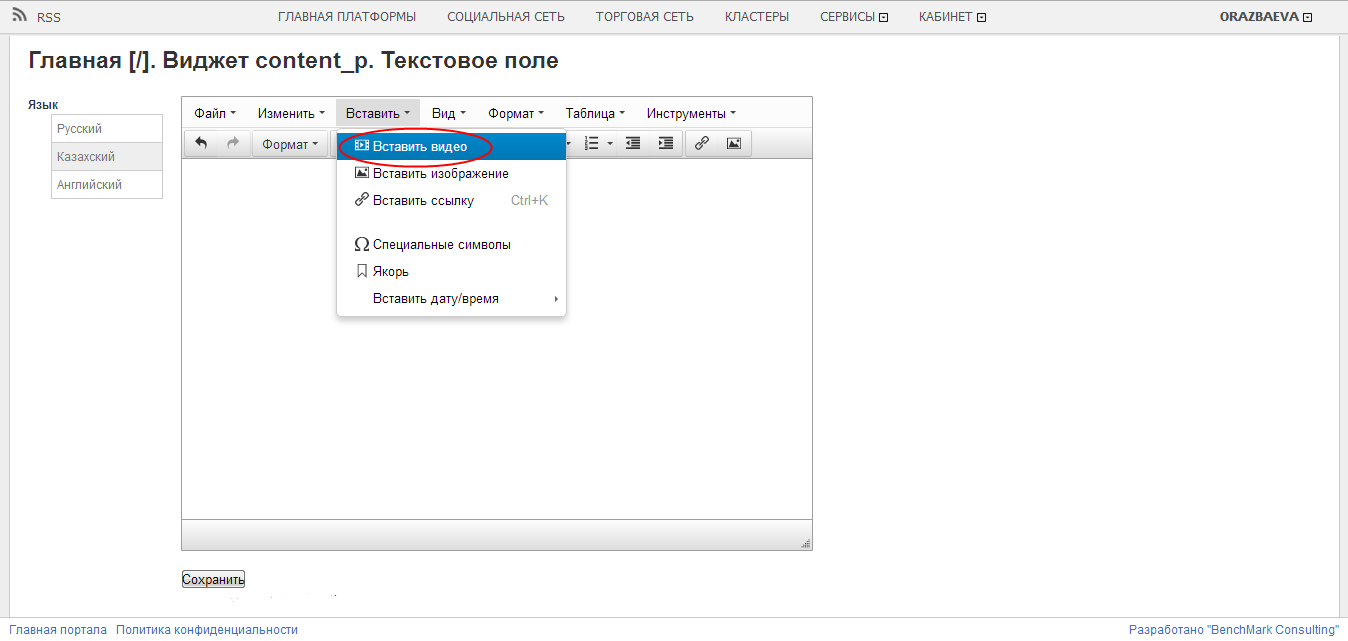 RSS ГЛАВНАЯ ПЛАТФОРМЫ СОЦИАЛЬНАЯ СЕТЬ ТОРГОВАЯ СЕТЬ КЛАСТЕРЫ СЕРВИСЫ КАБИНЕТ ORAZBAEVA
Главная [/]. Виджет content_p. Текстовое поле
Язык
Русский
Казахский
Английский
Файл Изменить Вставить Вид Формат Таблица Инструменты
Формат
Вставить видео
Вставить изображение
Вставить ссылку Ctrl+K
Специальные символы
Якорь
Вставить дату/время
Сохранить
Главная портала Политика конфиденциальности Разработано "BenchMark Consulting"